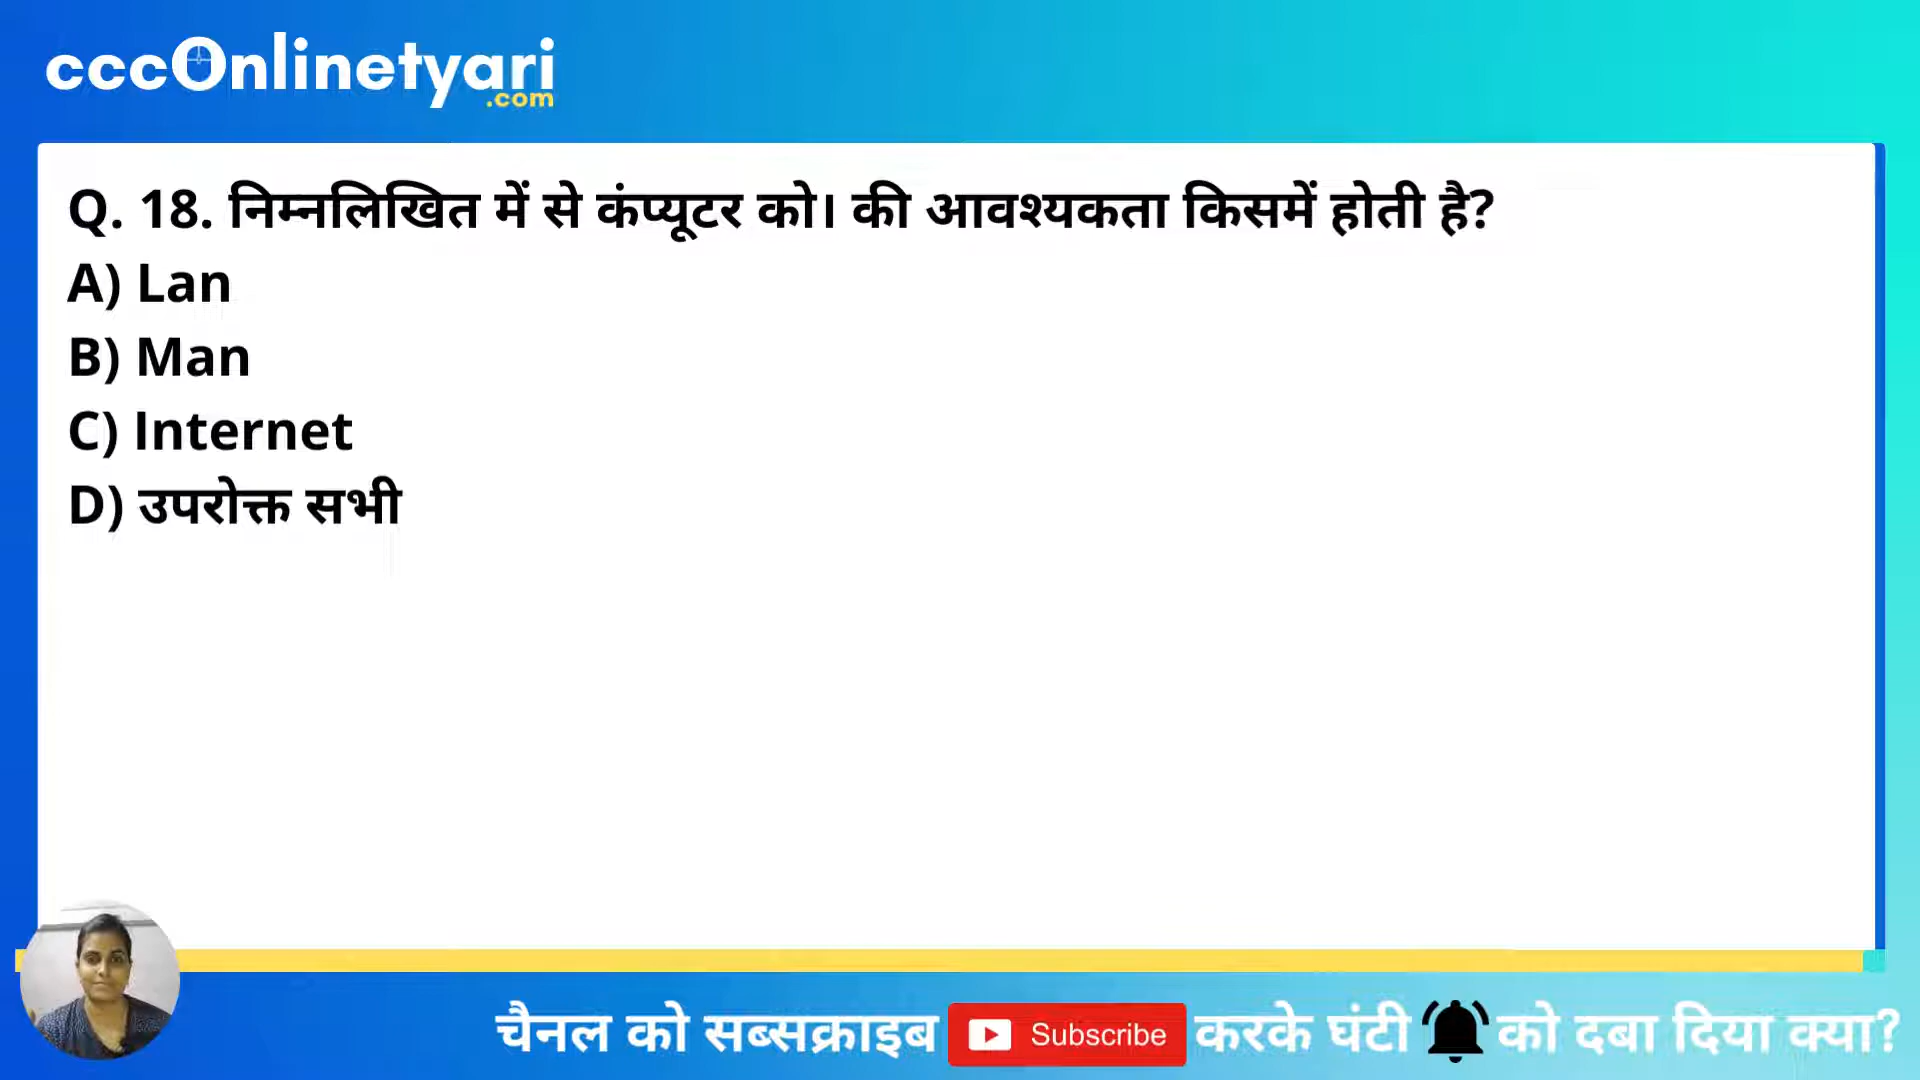 cccOnlinetyari
.com
Q. 18. निम्नलिखित में से कंप्यूटर को। की आवश्यकता किसमें होती है?
A) Lan
B) Man
C) Internet
D) उपरोक्त सभी
चैनल को सब्सक्राइब Subscribe करके घंटी को दबा दिया क्या?